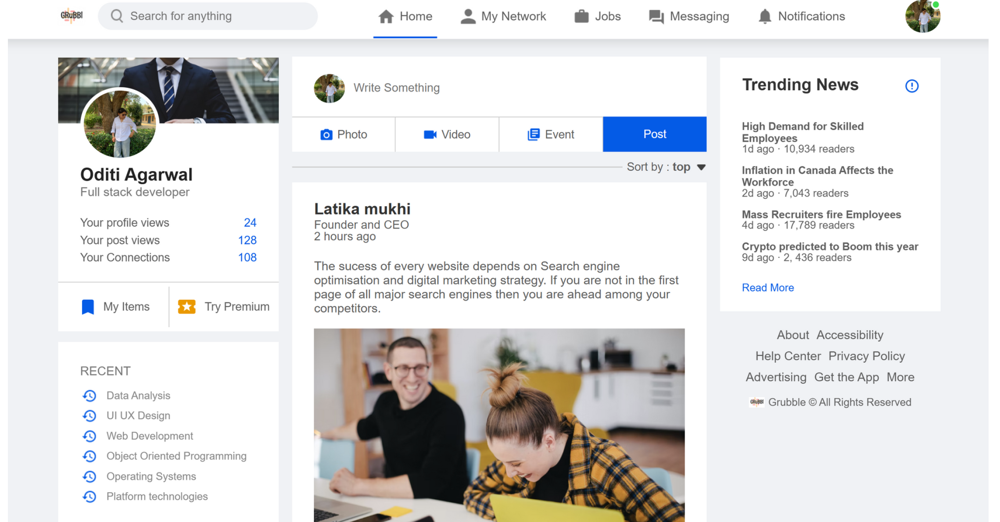 GRuBBl
Search for anything
Home
My Network
Jobs
Messaging
Notifications
Oditi Agarwal
Full stack developer
Your profile views 24
Your post views 128
Your Connections 108
My Items
Try Premium
RECENT
Data Analysis
UI UX Design
Web Development
Object Oriented Programming
Operating Systems
Platform technologies
Write Something
Photo
Video
Event
Post
Sort by : top
Latika mukhi
Founder and CEO
2 hours ago
The sucess of every website depends on Search engine
optimisation and digital marketing strategy. If you are not in the first
page of all major search engines then you are ahead among your
competitors.
Trending News
High Demand for Skilled
Employees
1d ago · 10,934 readers
Inflation in Canada Affects the
Workforce
2d ago · 7,043 readers
Mass Recruiters fire Employees
4d ago · 17,789 readers
Crypto predicted to Boom this year
9d ago · 2, 436 readers
Read More
About Accessibility
Help Center Privacy Policy
Advertising Get the App More
GRuBBl Grubble © All Rights Reserved